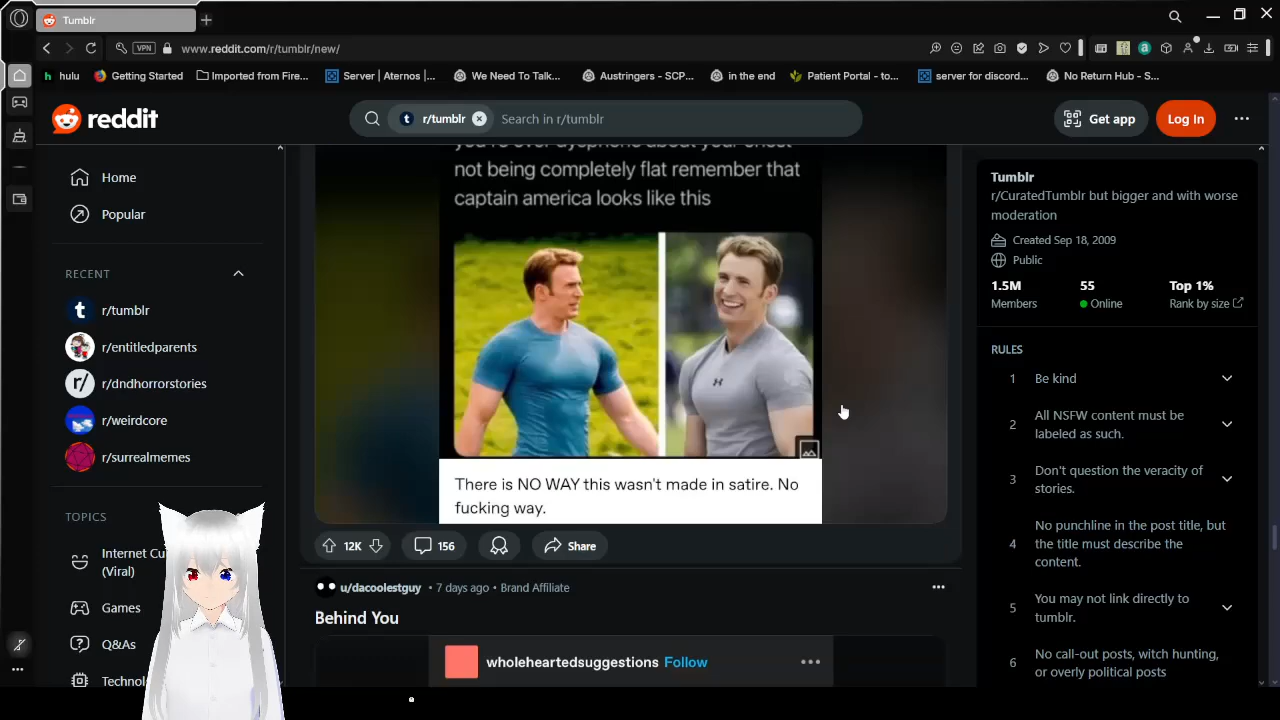 Tumblr
VPN
www.reddit.com/r/tumblr/new/
h hulu
Getting Started
Imported from Fire...
Server | Aternos |...
We Need To Talk...
Austringers - SCP...
in the end
Patient Portal - to...
server for discord...
No Return Hub - S...
reddit
r/tumblr
Search in r/tumblr
Get app
Log In
Home
Popular
RECENT
r/tumblr
r/entitledparents
r/dndhorrorstories
r/weirdcore
r/surrealmemes
TOPICS
Internet Cu
(Viral)
Games
Q&As
Technol
not being completely flat remember that
captain america looks like this
There is NO WAY this wasn't made in satire. No
fucking way.
12K
156
Share
u/dacoolestguy • 7 days ago • Brand Affiliate
Behind You
wholeheartedsuggestions Follow
Tumblr
r/CuratedTumblr but bigger and with worse
moderation
Created Sep 18, 2009
Public
1.5M 55 Top 1%
Members Online Rank by size
RULES
1 Be kind
2 All NSFW content must be
labeled as such.
3 Don't question the veracity of
stories.
4 No punchline in the post title, but
the title must describe the
content.
5 You may not link directly to
tumblr.
6 No call-out posts, witch hunting,
or overly political posts